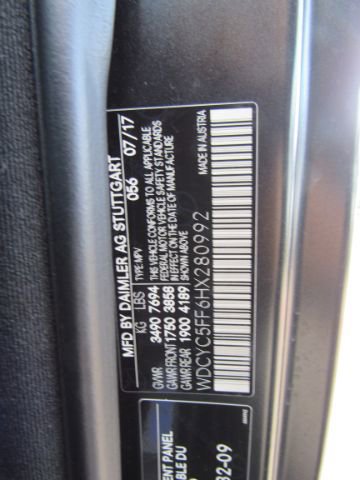 MFD BY DAIMLER AG STUTTGART
056 07/17
KG LBS TYPE: MPV
GVWR 3490 7694 THIS VEHICLE CONFORMS TO ALL APPLICABLE
GAWR FRONT 1750 3858 U.S. FEDERAL MOTOR VEHICLE SAFETY STANDARDS IN
GAWR REAR 1900 4189 EFFECT ON THE DATE OF MANUFACTURE
SHOWN ABOVE
MADE IN AUSTRIA
WDCYC5FF6HX280992
ENT PANEL
ABLE DU
32-09